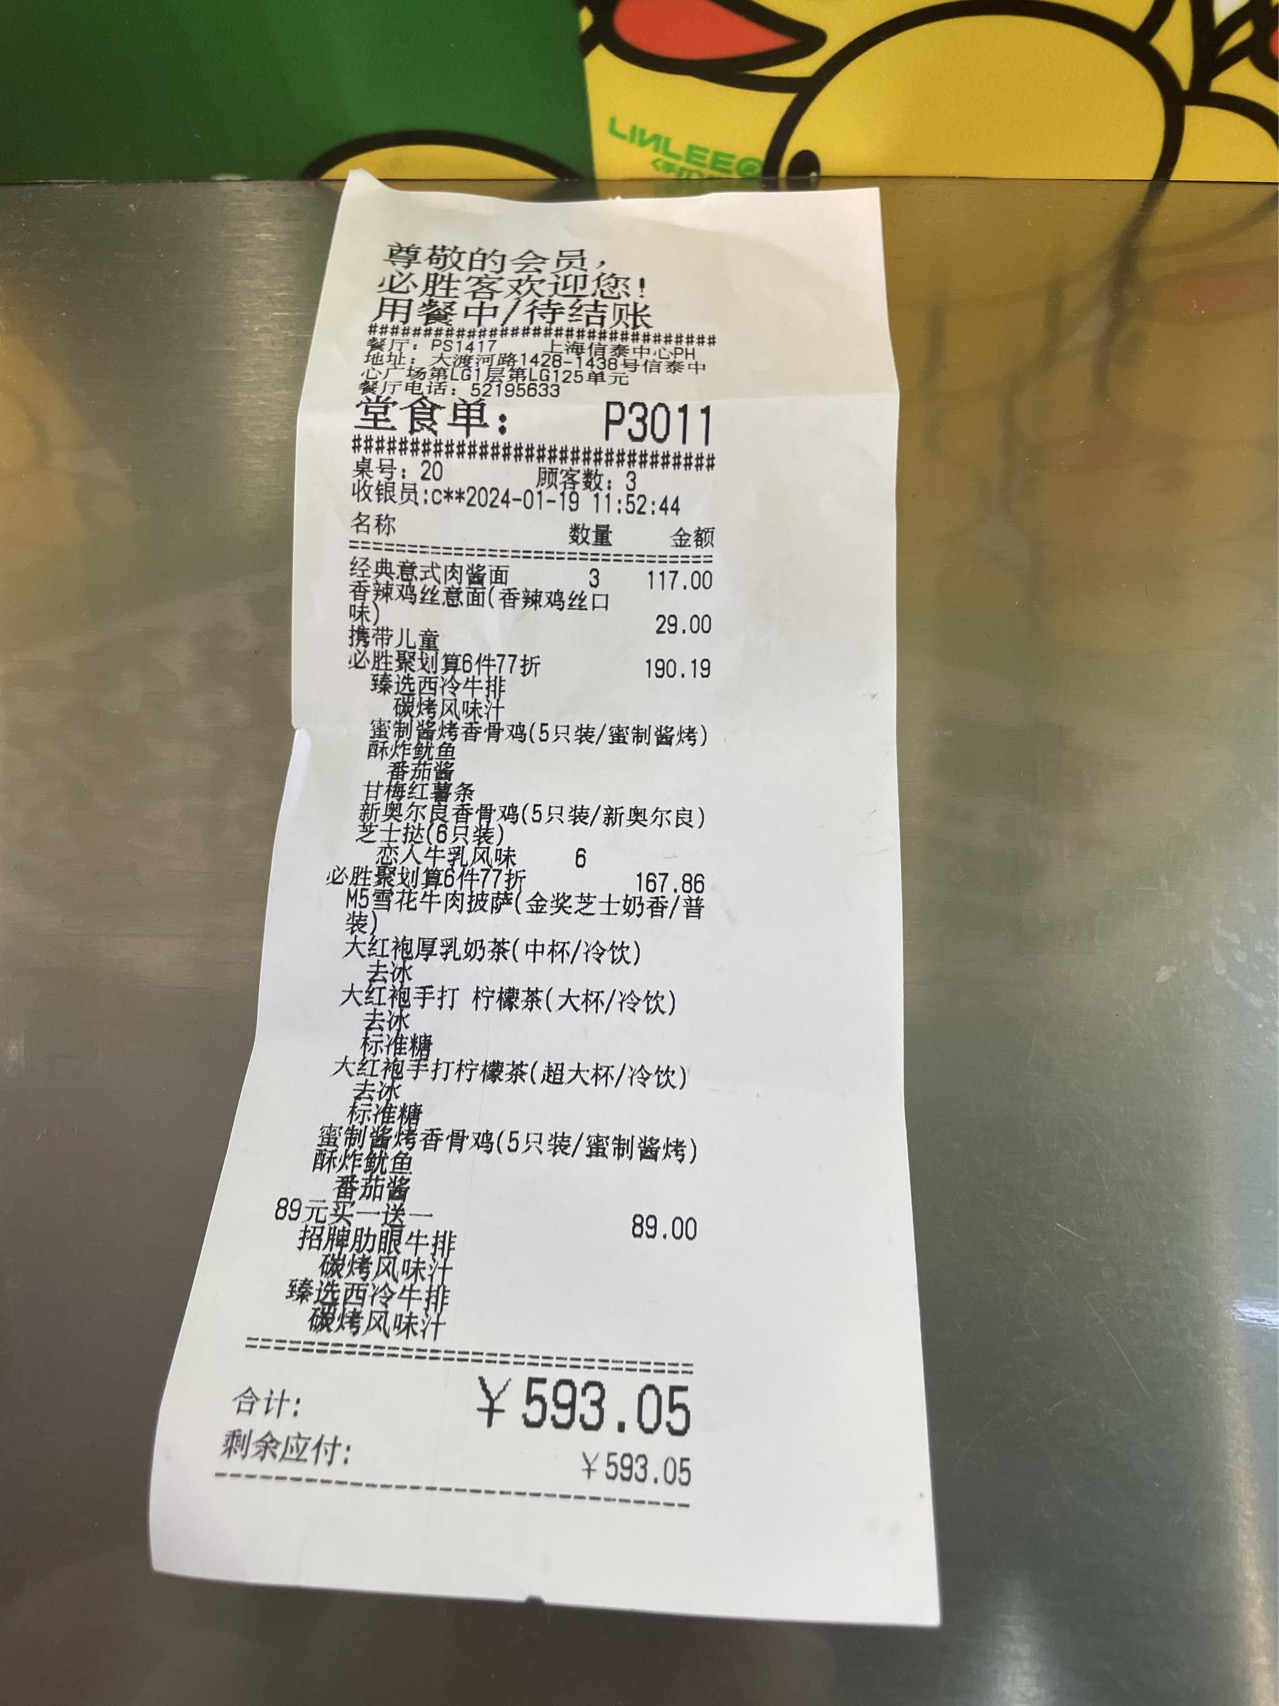 LINLEE®
尊敬的会员，
必胜客欢迎您！
用餐中/待结账
################################
餐厅：PS1417 上海信泰中心PH
地址：大渡河路1428-1438号信泰中
心广场第LG1层第LG125单元
餐厅电话：52195633
堂食单： P3011
################################
桌号：20 顾客数：3
收银员:c**2024-01-19 11:52:44
名称 数量 金额
================================
经典意式肉酱面 3 117.00
香辣鸡丝意面(香辣鸡丝口
味) 29.00
携带儿童
必胜聚划算6件77折 190.19
臻选西冷牛排
碳烤风味汁
蜜制酱烤香骨鸡(5只装/蜜制酱烤)
酥炸鱿鱼
番茄酱
甘梅红薯条
新奥尔良香骨鸡(5只装/新奥尔良)
芝士挞(6只装)
恋人牛乳风味 6
必胜聚划算6件77折 167.86
M5雪花牛肉披萨(金奖芝士奶香/普
装)
大红袍厚乳奶茶(中杯/冷饮)
去冰
大红袍手打 柠檬茶(大杯/冷饮)
去冰
标准糖
大红袍手打柠檬茶(超大杯/冷饮)
去冰
标准糖
蜜制酱烤香骨鸡(5只装/蜜制酱烤)
酥炸鱿鱼
番茄酱
89元买一送一 89.00
招牌肋眼牛排
碳烤风味汁
臻选西冷牛排
碳烤风味汁
================================
合计: ￥593.05
剩余应付: ￥593.05
--------------------------------